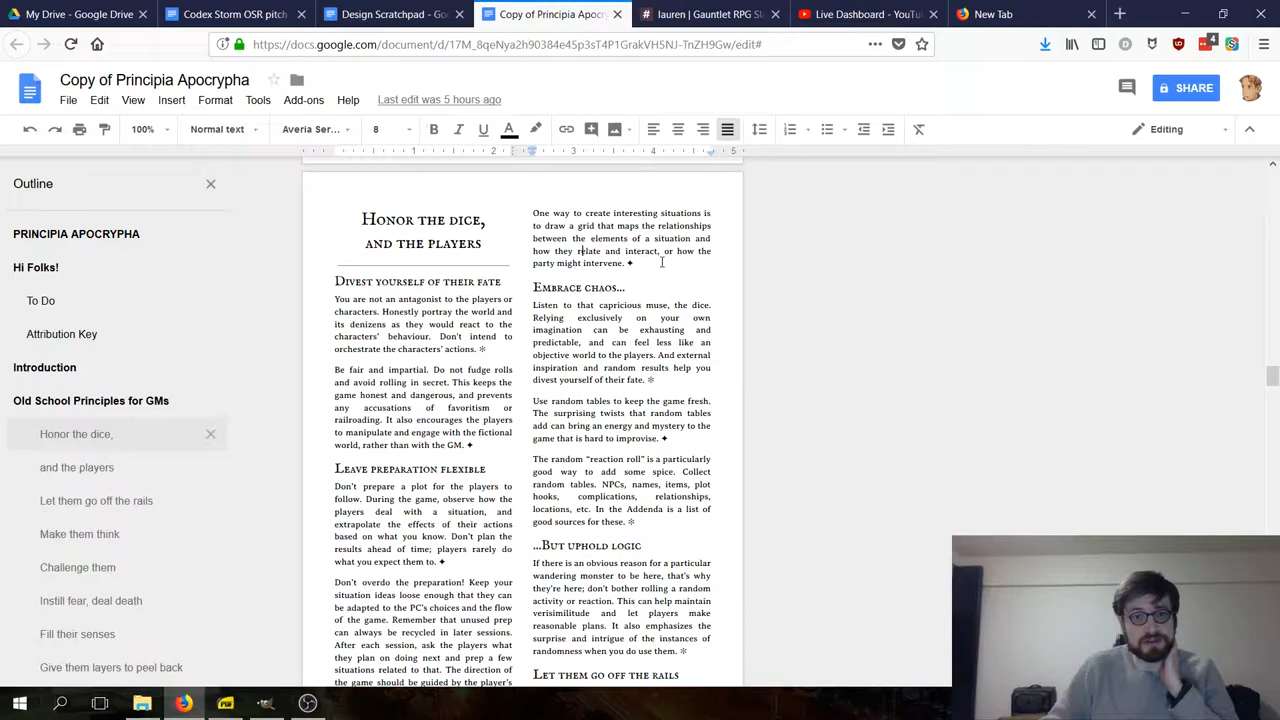 My Drive - Google Drive
Codex Storm OSR pitch
Design Scratchpad - Goo
Copy of Principia Apocryp
lauren | Gauntlet RPG Sl
Live Dashboard - YouTu
New Tab
https://docs.google.com/document/d/17M_8qeNya2h90384e45p3sT4P1GrakVH5NJ-TnZH9Gw/edit#
4
Copy of Principia Apocrypha
File Edit View Insert Format Tools Add-ons Help Last edit was 5 hours ago
SHARE
100% Normal text Averia Ser... 8
Editing
1 2 3 4 5
Outline
PRINCIPIA APOCRYPHA
Hi Folks!
To Do
Attribution Key
Introduction
Old School Principles for GMs
Honor the dice,
and the players
Let them go off the rails
Make them think
Challenge them
Instill fear, deal death
Fill their senses
Give them layers to peel back
Honor the dice,
and the players
Divest yourself of their fate
You are not an antagonist to the players or
characters. Honestly portray the world and
its denizens as they would react to the
characters' behaviour. Don't intend to
orchestrate the characters' actions. ✻
Be fair and impartial. Do not fudge rolls
and avoid rolling in secret. This keeps the
game honest and dangerous, and prevents
any accusations of favoritism or
railroading. It also encourages the players
to manipulate and engage with the fictional
world, rather than with the GM. ✦
Leave preparation flexible
Don't prepare a plot for the players to
follow. During the game, observe how the
players deal with a situation, and
extrapolate the effects of their actions
based on what you know. Don't plan the
results ahead of time; players rarely do
what you expect them to. ✦
Don't overdo the preparation! Keep your
situation ideas loose enough that they can
be adapted to the PC's choices and the flow
of the game. Remember that unused prep
can always be recycled in later sessions.
After each session, ask the players what
they plan on doing next and prep a few
situations related to that. The direction of
the game should be guided by the player's
One way to create interesting situations is
to draw a grid that maps the relationships
between the elements of a situation and
how they relate and interact, or how the
party might intervene. ✦
Embrace chaos...
Listen to that capricious muse, the dice.
Relying exclusively on your own
imagination can be exhausting and
predictable, and can feel less like an
objective world to the players. And external
inspiration and random results help you
divest yourself of their fate. ✻
Use random tables to keep the game fresh.
The surprising twists that random tables
add can bring an energy and mystery to the
game that is hard to improvise. ✦
The random “reaction roll” is a particularly
good way to add some spice. Collect
random tables. NPCs, names, items, plot
hooks, complications, relationships,
locations, etc. In the Addenda is a list of
good sources for these. ✻
...But uphold logic
If there is an obvious reason for a particular
wandering monster to be here, that's why
they're here; don't bother rolling a random
activity or reaction. This can help maintain
verisimilitude and let players make
reasonable plans. It also emphasizes the
surprise and intrigue of the instances of
randomness when you do use them. ✻
Let them go off the rails